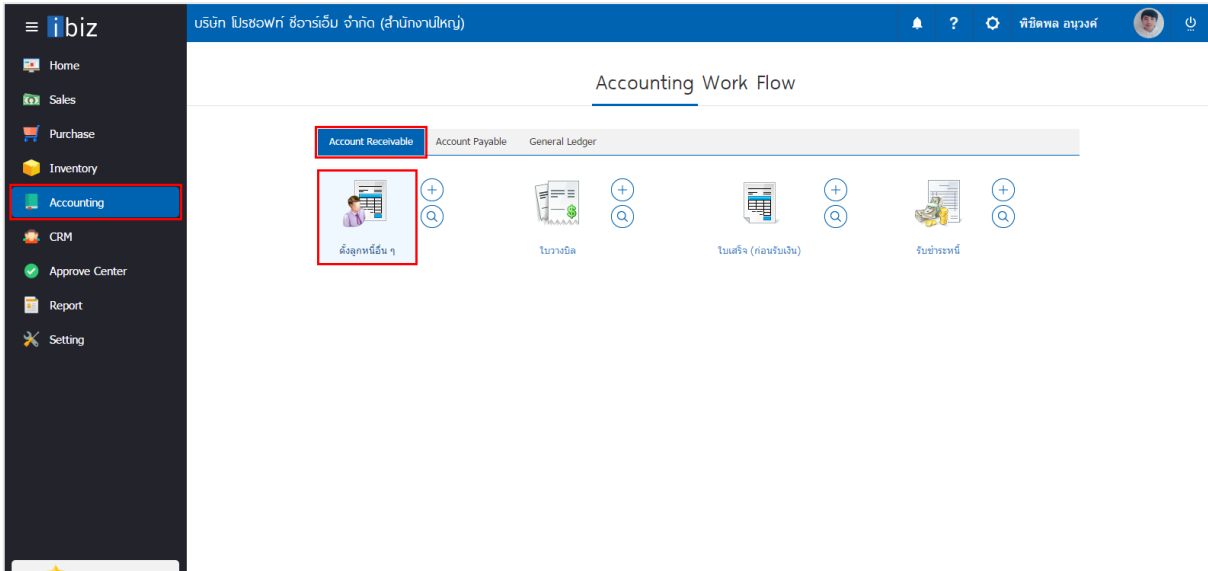 ≡ ibiz
บริษัท โปรซอฟท์ ซีอาร์เอ็ม จำกัด (สำนักงานใหญ่)
? พิชิตพล อนุวงศ์
Home
Sales
Purchase
Inventory
Accounting
CRM
Approve Center
Report
Setting
Accounting Work Flow
Account Receivable Account Payable General Ledger
ตั้งลูกหนี้อื่น ๆ ใบวางบิล ใบเสร็จ (ก่อนรับเงิน) รับชำระหนี้